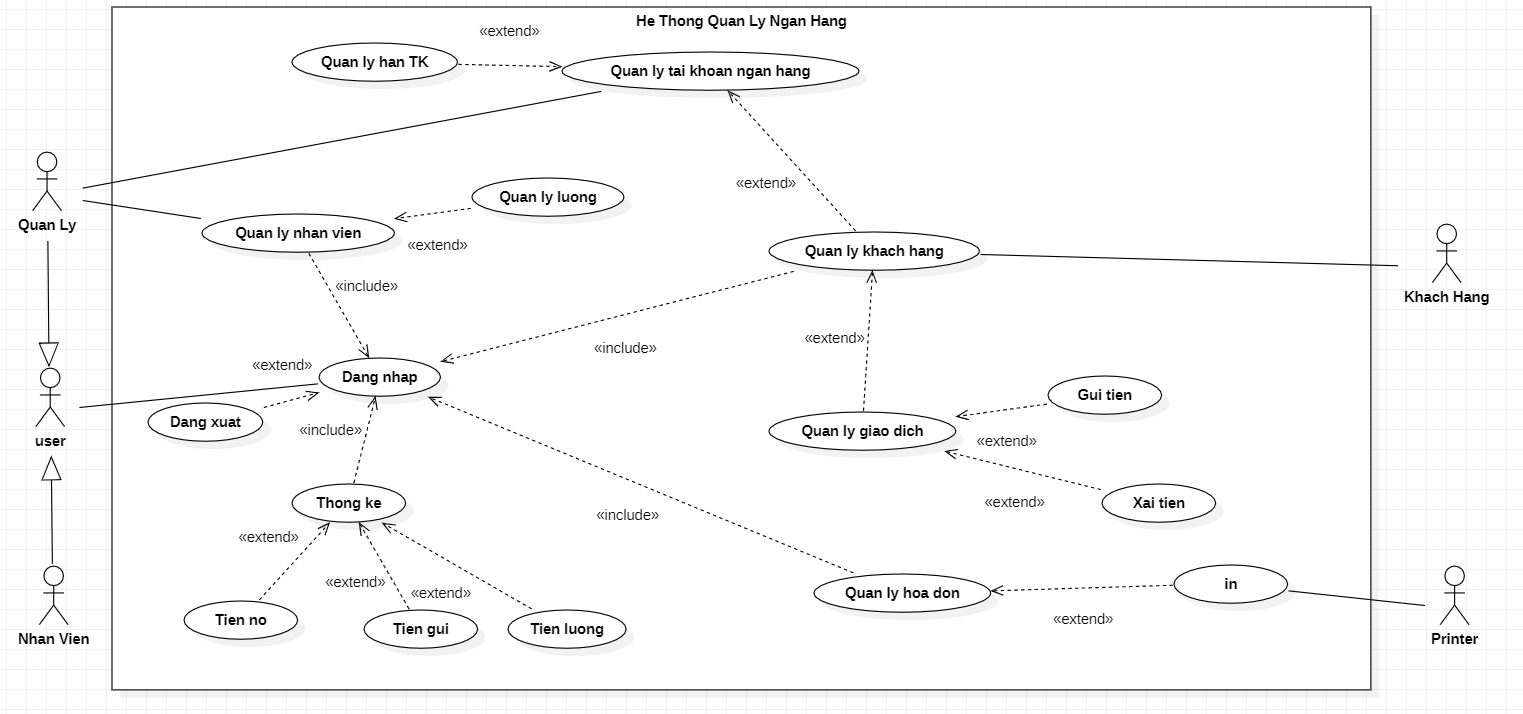 He Thong Quan Ly Ngan Hang
«extend»
Quan ly han TK
Quan ly tai khoan ngan hang
«extend»
Quan ly luong
Quan Ly
Quan ly nhan vien
«extend»
Quan ly khach hang
«include»
Khach Hang
«extend»
«include»
«extend»
Dang nhap
Gui tien
Dang xuat
«include»
Quan ly giao dich
user
«extend»
Thong ke
«extend»
Xai tien
«include»
«extend»
«extend»
«extend»
Quan ly hoa don
in
Tien no
Tien gui
Tien luong
«extend»
Nhan Vien
Printer